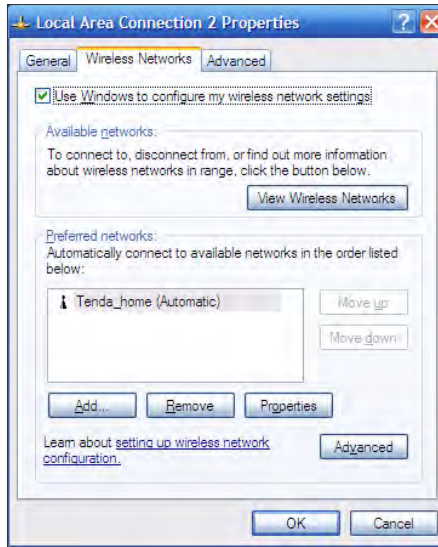 Local Area Connection 2 Properties
General Wireless Networks Advanced
Use Windows to configure my wireless network settings
Available networks:
To connect to, disconnect from, or find out more information
about wireless networks in range, click the button below.
View Wireless Networks
Preferred networks:
Automatically connect to available networks in the order listed
below:
Tenda_home (Automatic)
Move up
Move down
Add... Remove Properties
Learn about setting up wireless network
configuration.
Advanced
OK Cancel